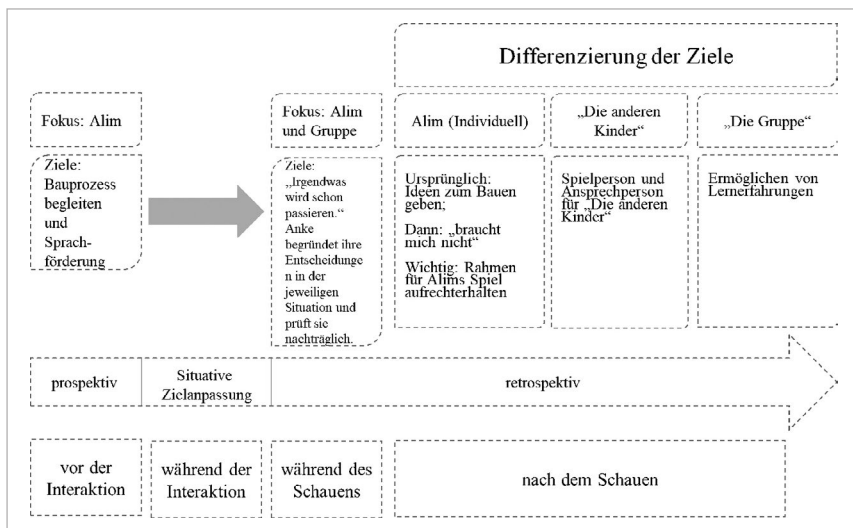 Differenzierung der Ziele
Fokus: Alim
Fokus: Alim
und Gruppe
Alim (Individuell)
„Die anderen
Kinder“
„Die Gruppe“
Ziele:
Bauprozess
begleiten
und
Sprach-
förderung
Ziele:
„Irgendwas
wird schon
passieren.“
Anke
begründet ihre
Entscheidunge
n in der
jeweiligen
Situation und
prüft sie
nachträglich.
Ursprünglich:
Ideen zum Bauen
geben;
Dann: „braucht
mich nicht“
Wichtig: Rahmen
für Alims Spiel
aufrechterhalten
Spielperson und
Ansprechperson
für „Die anderen
Kinder“
Ermöglichen von
Lernerfahrungen
prospektiv
Situative
Zielanpassung
retrospektiv
vor der
Interaktion
während der
Interaktion
während des
Schauens
nach dem Schauen